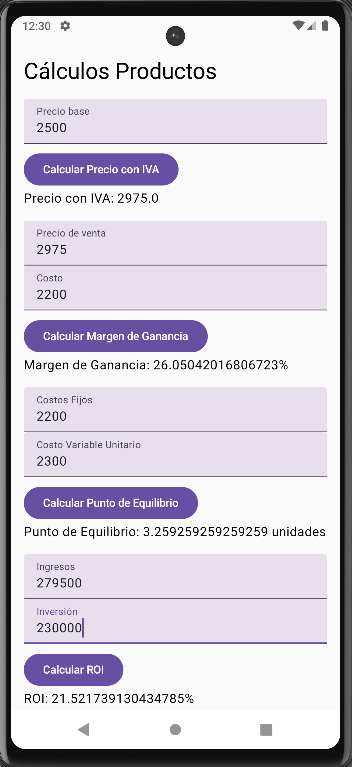 12:30
Cálculos Productos
Precio base
2500
Calcular Precio con IVA
Precio con IVA: 2975.0
Precio de venta
2975
Costo
2200
Calcular Margen de Ganancia
Margen de Ganancia: 26.05042016806723%
Costos Fijos
2200
Costo Variable Unitario
2300
Calcular Punto de Equilibrio
Punto de Equilibrio: 3.259259259259259 unidades
Ingresos
279500
Inversión
230000
Calcular ROI
ROI: 21.521739130434785%